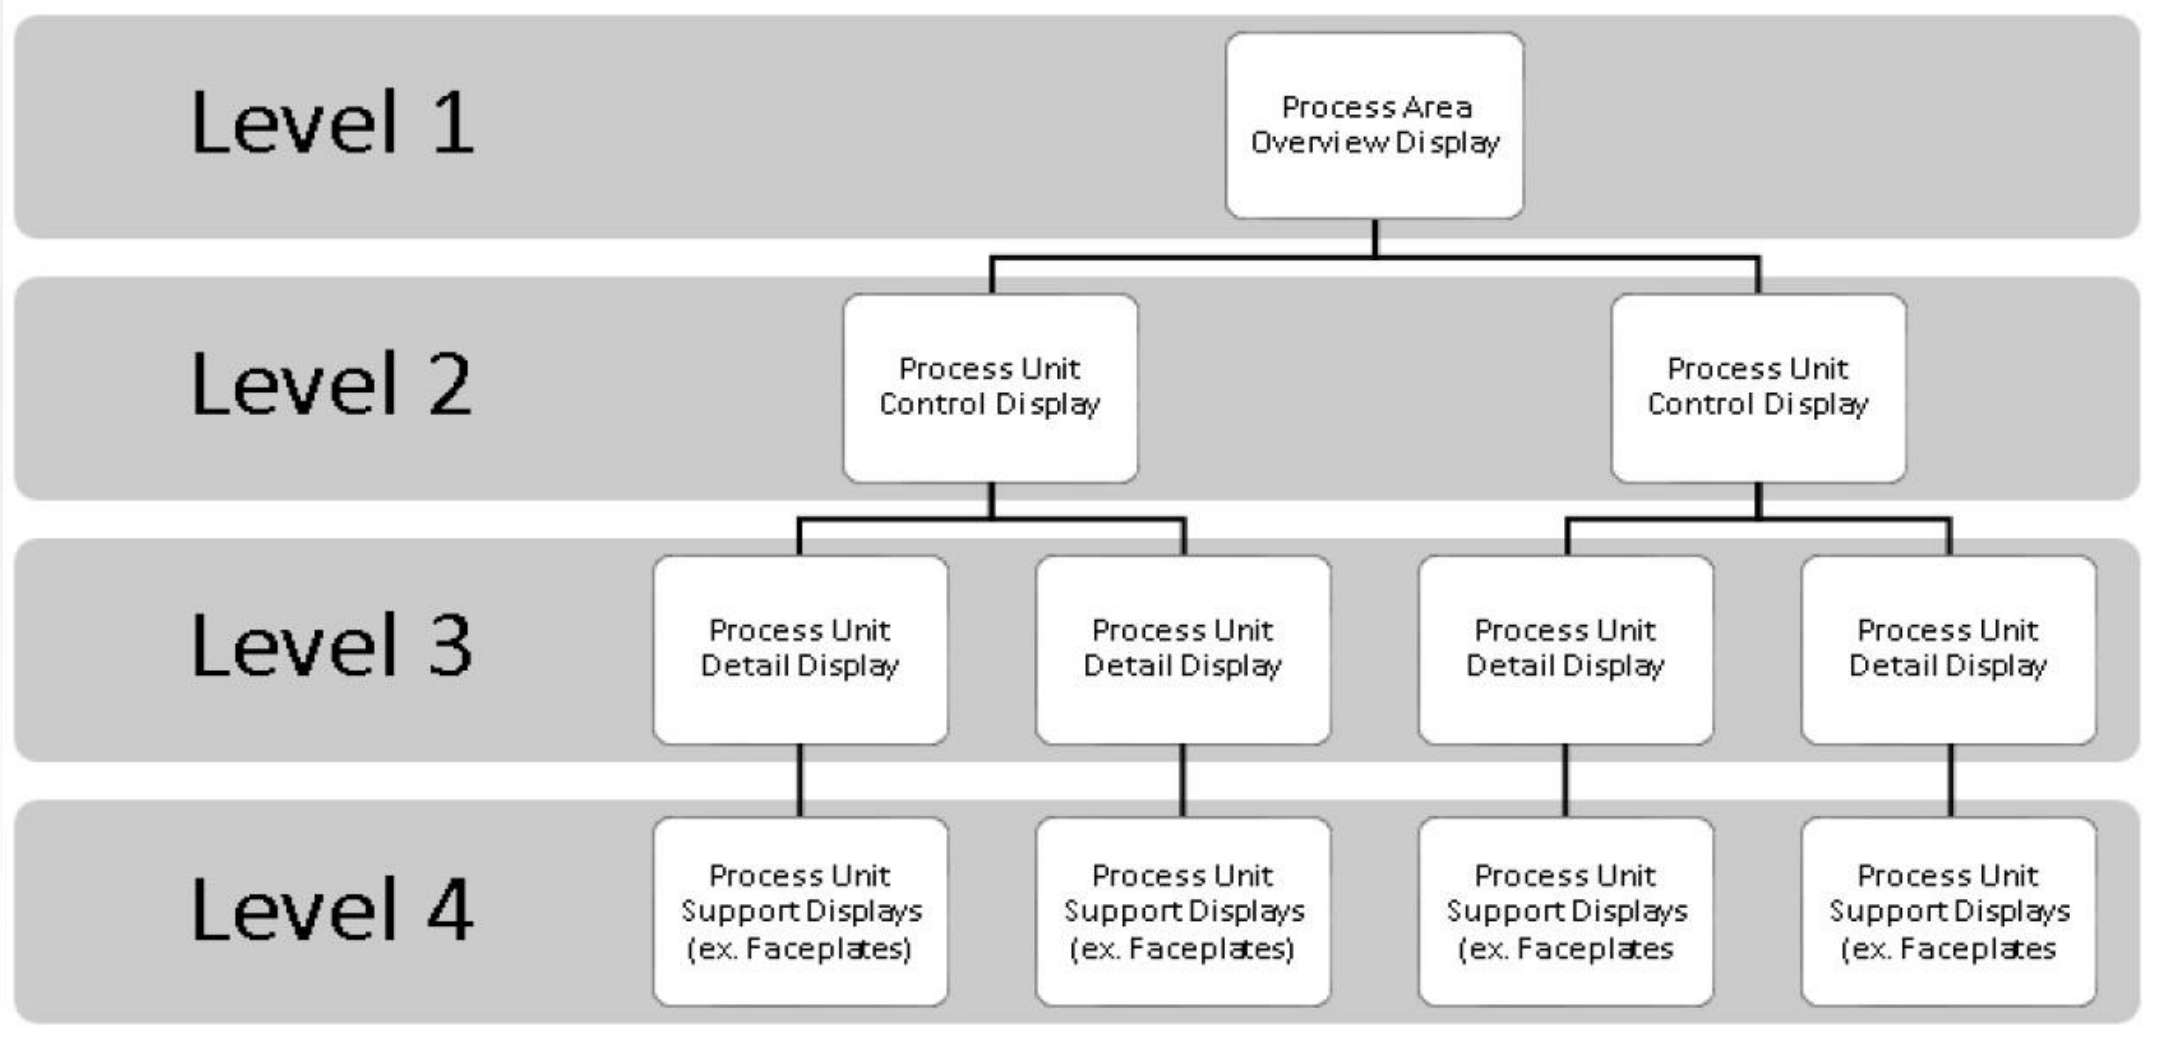 Level 1
Process Area
Overview Display
Level 2
Process Unit
Control Display
Process Unit
Control Display
Level 3
Process Unit
Detail Display
Process Unit
Detail Display
Process Unit
Detail Display
Process Unit
Detail Display
Level 4
Process Unit
Support Displays
(ex. Faceplates)
Process Unit
Support Displays
(ex. Faceplates)
Process Unit
Support Displays
(ex. Faceplates
Process Unit
Support Displays
(ex. Faceplates